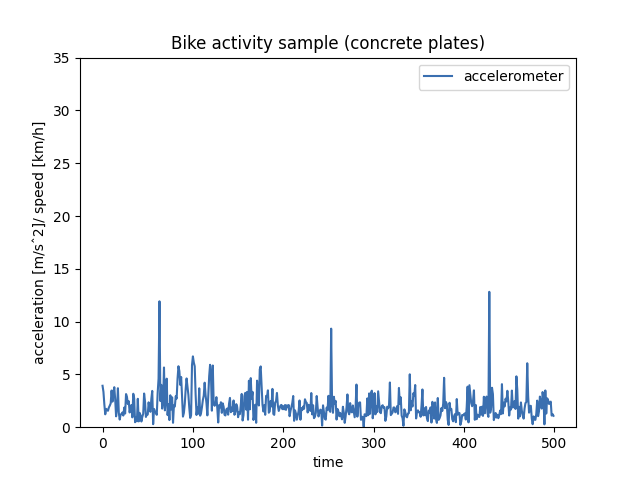 Bike activity sample (concrete plates)
accelerometer
acceleration [m/sˆ2]/ speed [km/h]
35
30
25
20
15
10
5
0
0 100 200 300 400 500
time